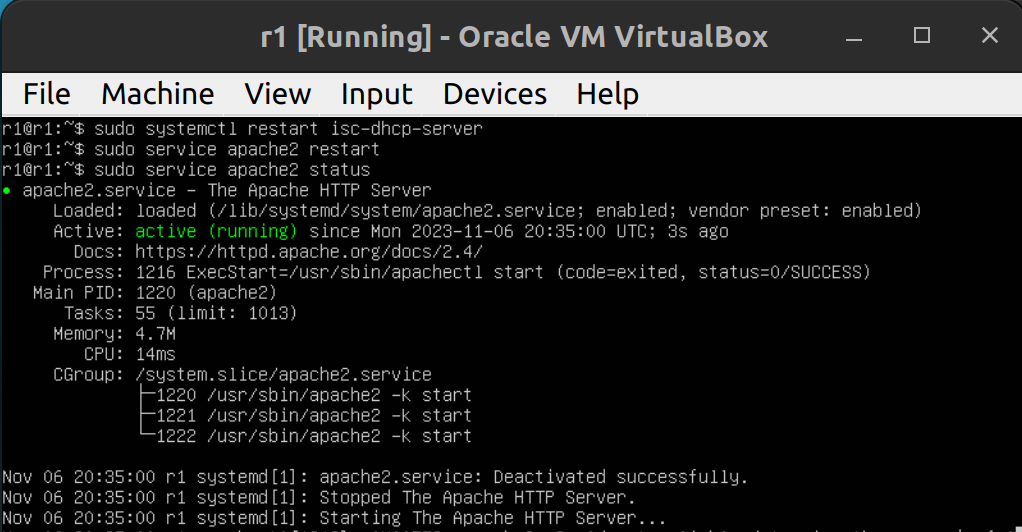 r1 [Running] - Oracle VM VirtualBox
File Machine View Input Devices Help
r1@r1:~$ sudo systemctl restart isc-dhcp-server
r1@r1:~$ sudo service apache2 restart
r1@r1:~$ sudo service apache2 status
● apache2.service - The Apache HTTP Server
Loaded: loaded (/lib/systemd/system/apache2.service; enabled; vendor preset: enabled)
Active: active (running) since Mon 2023-11-06 20:35:00 UTC; 3s ago
Docs: https://httpd.apache.org/docs/2.4/
Process: 1216 ExecStart=/usr/sbin/apachectl start (code=exited, status=0/SUCCESS)
Main PID: 1220 (apache2)
Tasks: 55 (limit: 1013)
Memory: 4.7M
CPU: 14ms
CGroup: /system.slice/apache2.service
├─1220 /usr/sbin/apache2 -k start
├─1221 /usr/sbin/apache2 -k start
└─1222 /usr/sbin/apache2 -k start
Nov 06 20:35:00 r1 systemd[1]: apache2.service: Deactivated successfully.
Nov 06 20:35:00 r1 systemd[1]: Stopped The Apache HTTP Server.
Nov 06 20:35:00 r1 systemd[1]: Starting The Apache HTTP Server...